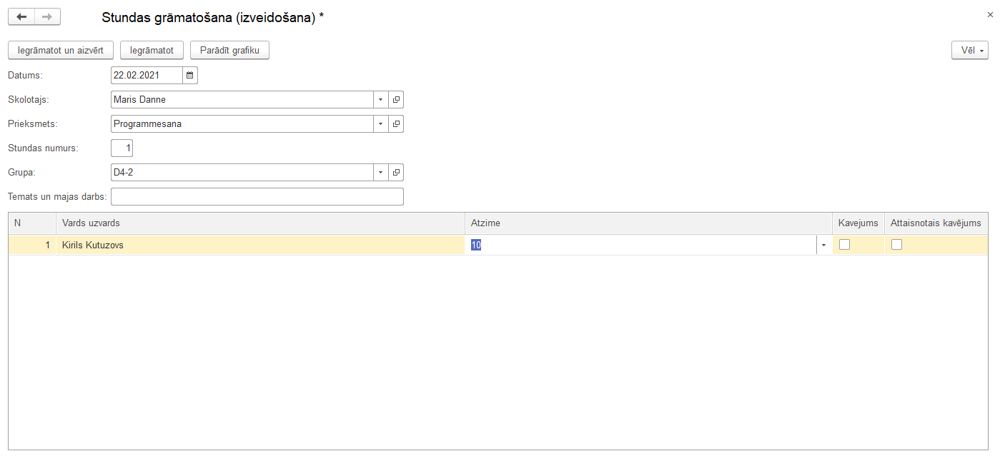 Stundas grāmatošana (izveidošana) *
Iegrāmatot un aizvērt Iegrāmatot Parādīt grafiku Vēl
Datums: 22.02.2021
Skolotajs: Maris Danne
Prieksmets: Programmesana
Stundas numurs: 1
Grupa: D4-2
Temats un majas darbs:
N Vards uzvards Atzime Kavejums Attaisnotais kavējums
1 Kirils Kutuzovs 10